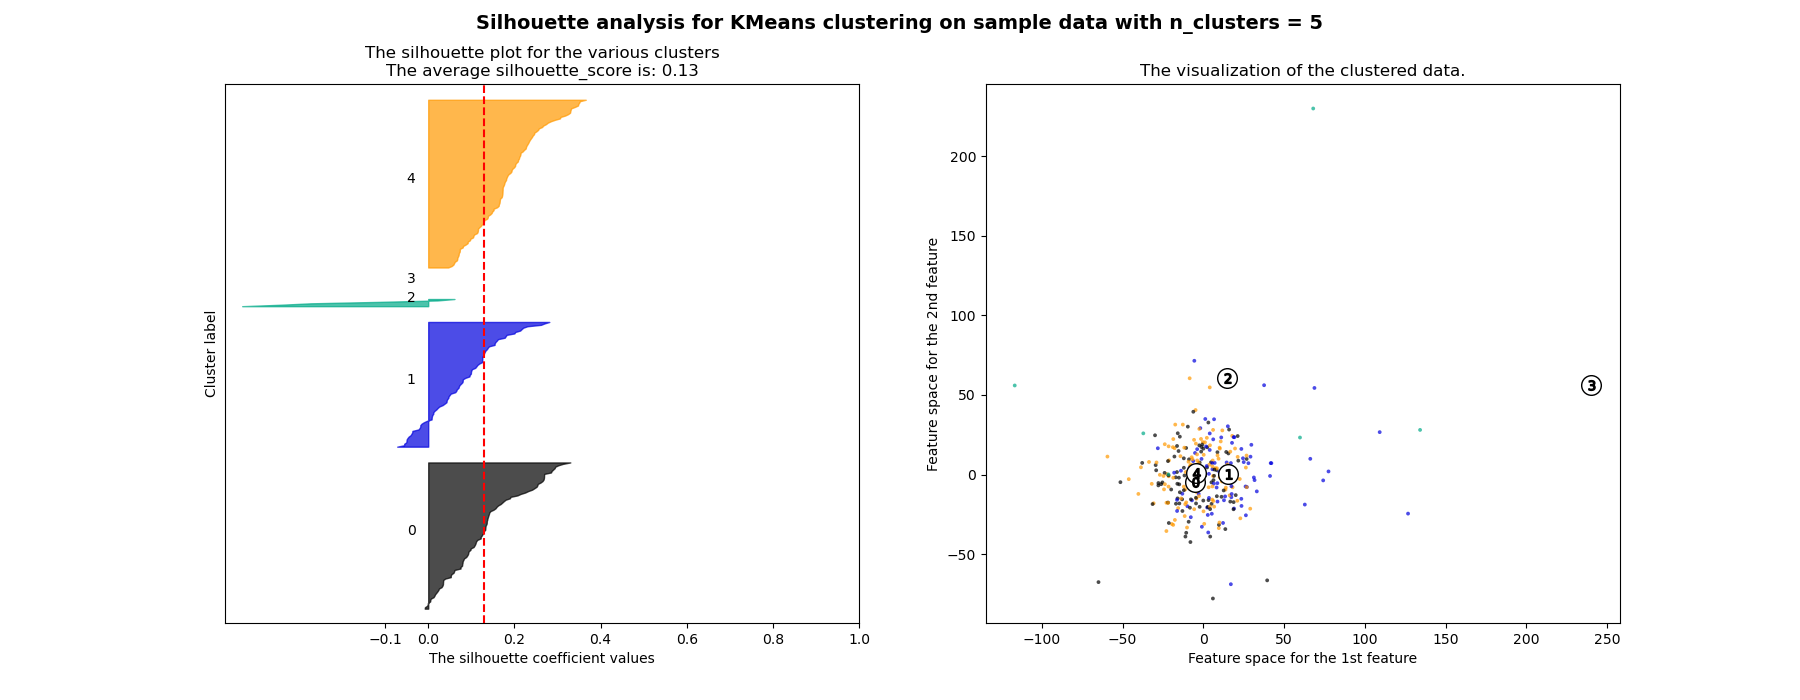 Silhouette analysis for KMeans clustering on sample data with n_clusters = 5
The silhouette plot for the various clusters
The average silhouette_score is: 0.13
4
3
2
1
0
Cluster label
−0.1 0.0 0.2 0.4 0.6 0.8 1.0
The silhouette coefficient values
The visualization of the clustered data.
200
150
100
50
0
−50
Feature space for the 2nd feature
2
3
4
1
0
−100 −50 0 50 100 150 200 250
Feature space for the 1st feature